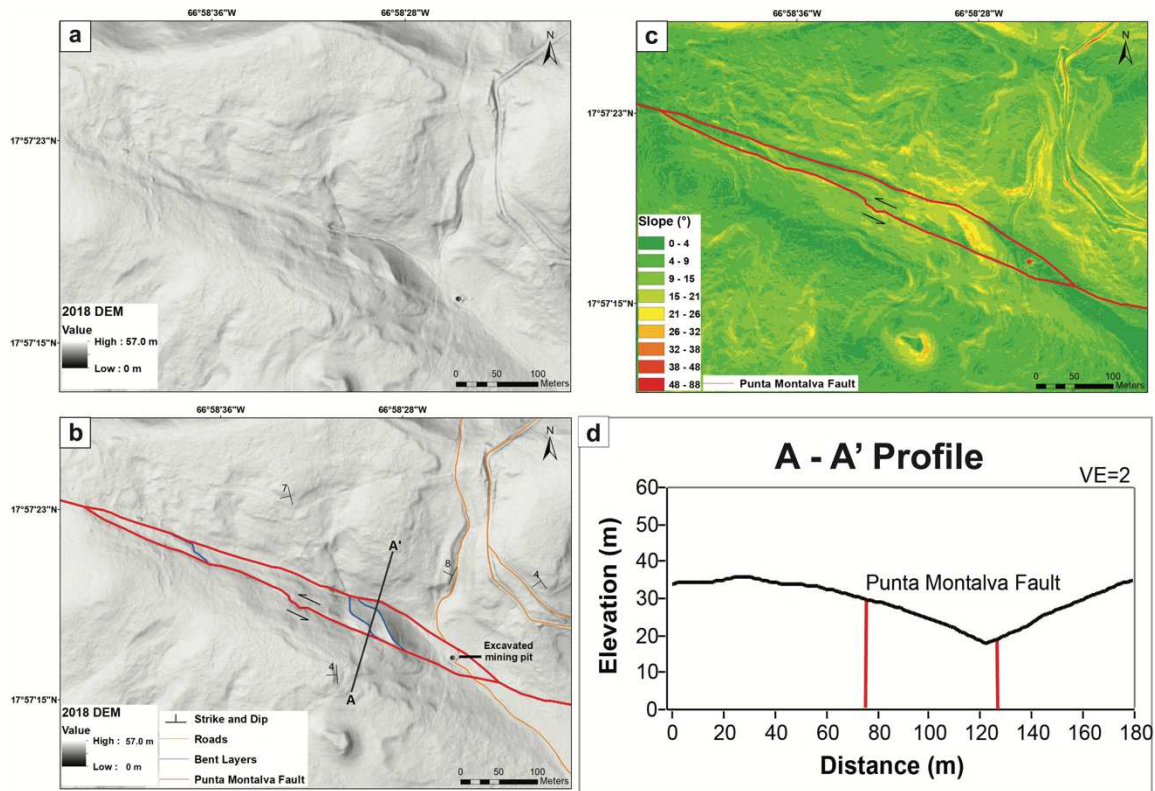 66°58'36"W
66°58'28"W
a
N
17°57'23"N
17°57'15"N
2018 DEM
Value
High : 57.0 m
Low : 0 m
0 50 100
Meters
66°58'36"W
66°58'28"W
c
N
17°57'23"N
17°57'15"N
Slope (°)
0 - 4
4 - 9
9 - 15
15 - 21
21 - 26
26 - 32
32 - 38
38 - 48
48 - 88
Punta Montalva Fault
0 50 100
Meters
66°58'36"W
66°58'28"W
b
N
7
A'
17°57'23"N
8
4
Excavated
mining pit
4
A
17°57'15"N
2018 DEM
Value
High : 57.0 m
Low : 0 m
Strike and Dip
Roads
Bent Layers
Punta Montalva Fault
0 50 100
Meters
d
A - A' Profile
VE=2
60
50
40
30
20
10
0
Elevation (m)
Punta Montalva Fault
0 20 40 60 80 100 120 140 160 180
Distance (m)